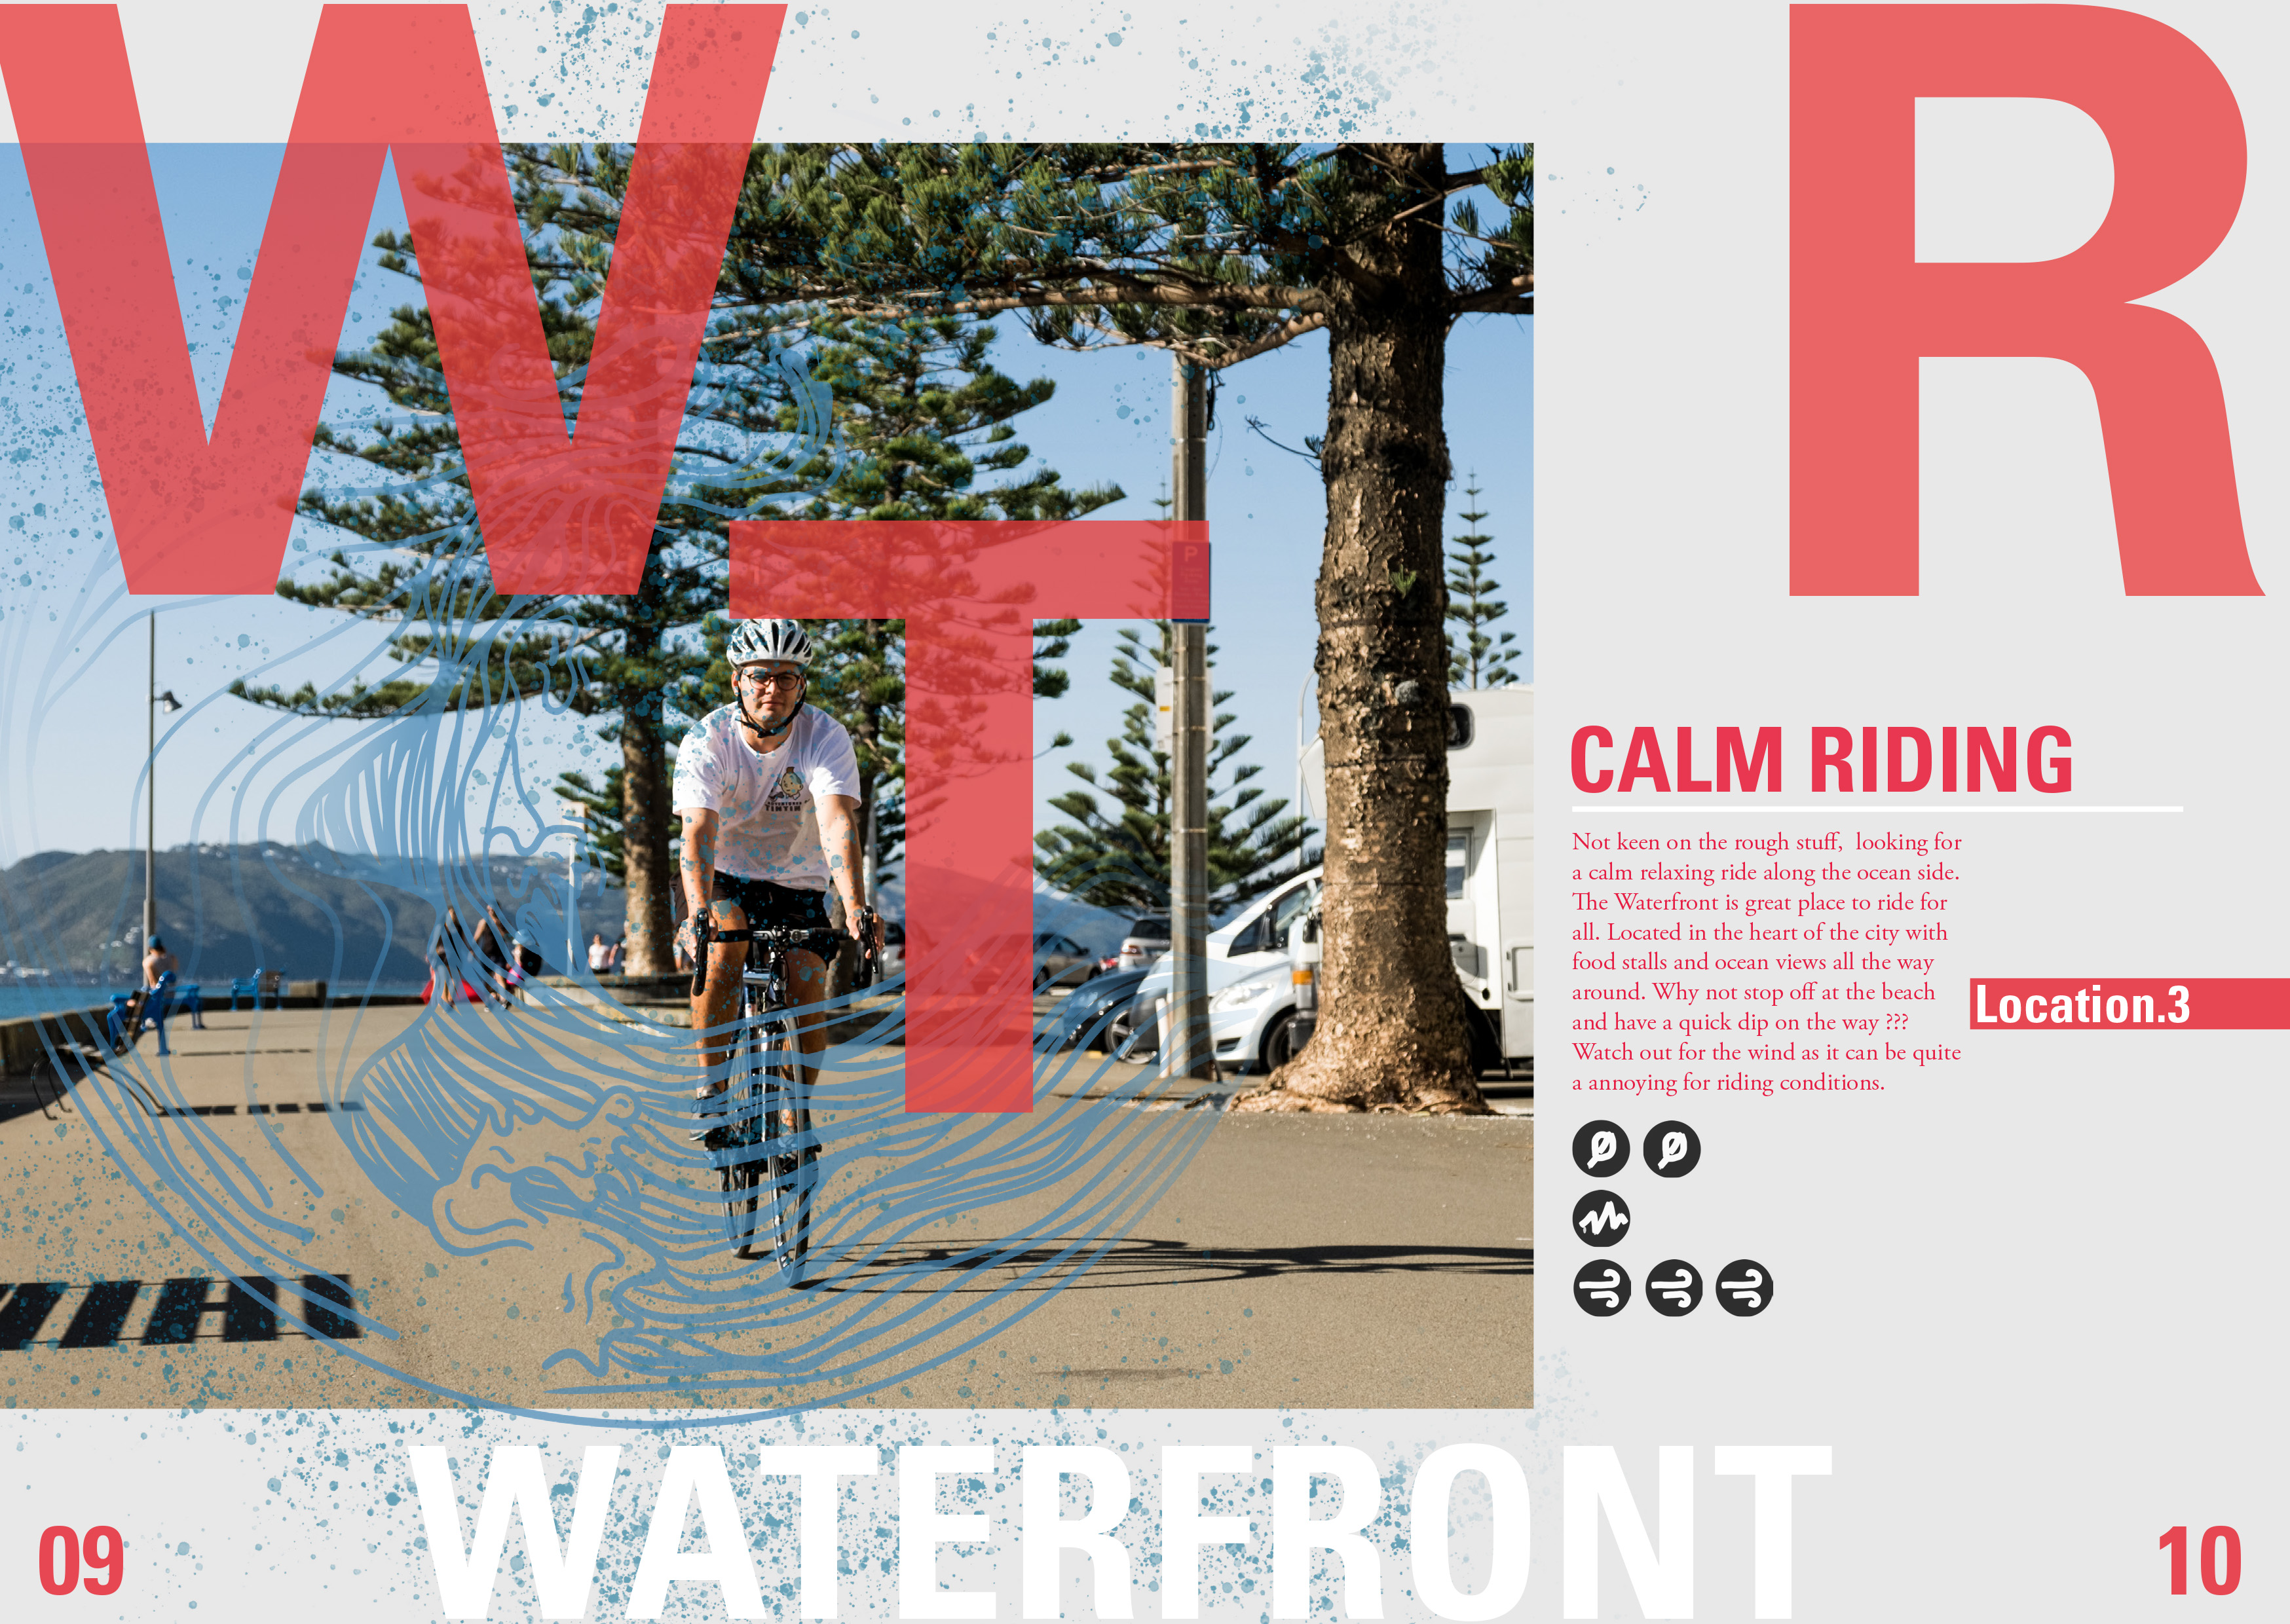 W
R
T
P
TINTIN
CALM RIDING
Not keen on the rough stuff,  looking for
a calm relaxing ride along the ocean side.
The Waterfront is great place to ride for
all. Located in the heart of the city with
food stalls and ocean views all the way
around. Why not stop off at the beach
and have a quick dip on the way ???
Watch out for the wind as it can be quite
a annoying for riding conditions.
Location.3
WATERFRONT
09
10